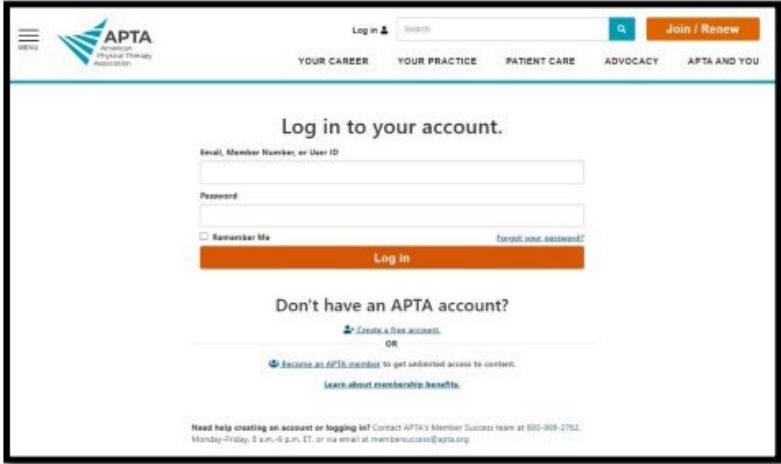 MENU
APTA
American
Physical Therapy
Association
Log in
Search
Join / Renew
YOUR CAREER YOUR PRACTICE PATIENT CARE ADVOCACY APTA AND YOU
Log in to your account.
Email, Member Number, or User ID
Password
Remember Me Forgot your password?
Log in
Don't have an APTA account?
Create a free account.
OR
Become an APTA member to get unlimited access to content.
Learn about membership benefits.
Need help creating an account or logging in? Contact APTA's Member Success team at 800-999-2782,
Monday-Friday, 8 a.m.-6 p.m. ET, or via email at membersuccess@apta.org